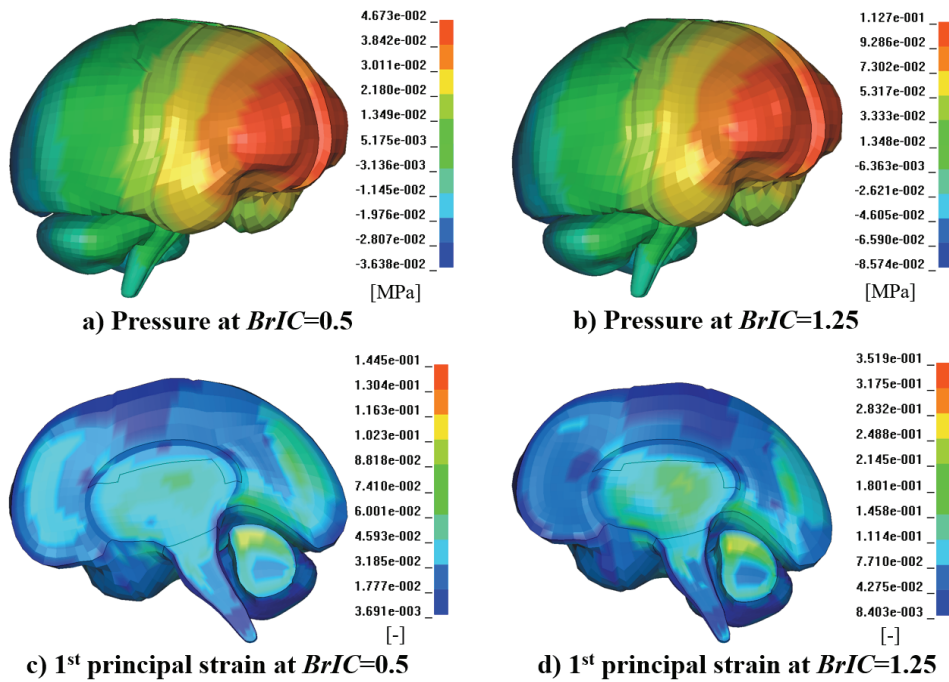 4.673e-002
3.842e-002
3.011e-002
2.180e-002
1.349e-002
5.175e-003
-3.136e-003
-1.145e-002
-1.976e-002
-2.807e-002
-3.638e-002
[MPa]
a) Pressure at BrIC=0.5
1.127e-001
9.286e-002
7.302e-002
5.317e-002
3.333e-002
1.348e-002
-6.363e-003
-2.621e-002
-4.605e-002
-6.590e-002
-8.574e-002
[MPa]
b) Pressure at BrIC=1.25
1.445e-001
1.304e-001
1.163e-001
1.023e-001
8.818e-002
7.410e-002
6.001e-002
4.593e-002
3.185e-002
1.777e-002
3.691e-003
[-]
c) 1st principal strain at BrIC=0.5
3.519e-001
3.175e-001
2.832e-001
2.488e-001
2.145e-001
1.801e-001
1.458e-001
1.114e-001
7.710e-002
4.275e-002
8.403e-003
[-]
d) 1st principal strain at BrIC=1.25